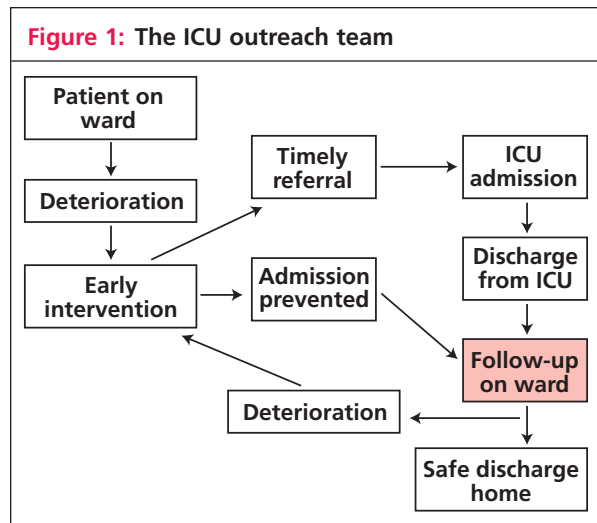 Figure 1: The ICU outreach team
Patient on
ward
Deterioration
Early
intervention
Timely
referral
ICU
admission
Discharge
from ICU
Admission
prevented
Follow-up
on ward
Deterioration
Safe discharge
home